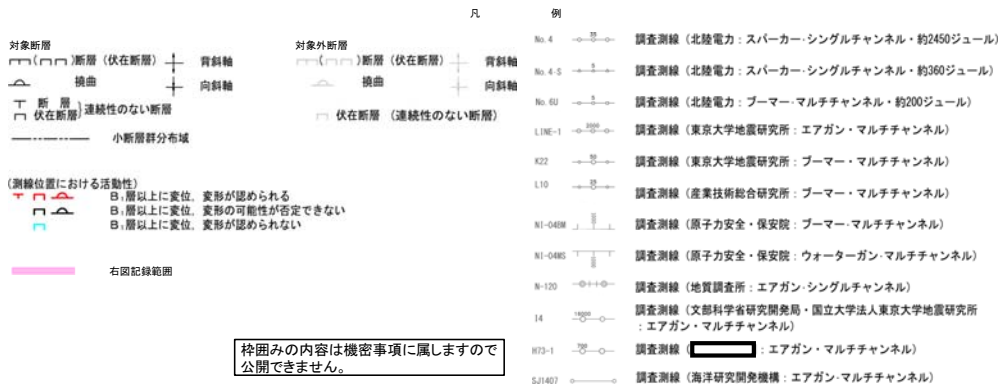 凡 例
対象断層
(  )断層 (伏在断層) 背斜軸
撓曲 向斜軸
断 層
伏在断層}連続性のない断層
小断層群分布域
対象外断層
(  )断層 (伏在断層) 背斜軸
撓曲 向斜軸
伏在断層 (連続性のない断層)
(測線位置における活動性)
B₁層以上に変位，変形が認められる
B₁層以上に変位，変形の可能性が否定できない
B₁層以上に変位，変形が認められない
右図記録範囲
枠囲みの内容は機密事項に属しますので
公開できません。
No.4 55 調査測線 (北陸電力：スパーカー･シングルチャンネル・約2450ジュール)
No.4-S 5 調査測線 (北陸電力：スパーカー･シングルチャンネル・約360ジュール)
No.6U 5 調査測線 (北陸電力：ブーマー･マルチチャンネル・約200ジュール)
LINE-1 2000 調査測線 (東京大学地震研究所：エアガン・マルチチャンネル)
K22 50 調査測線 (東京大学地震研究所：ブーマー・マルチチャンネル)
L10 25 調査測線 (産業技術総合研究所：ブーマー・マルチチャンネル)
NI-04BM 調査測線 (原子力安全・保安院：ブーマー・マルチチャンネル)
NI-04MS 調査測線 (原子力安全・保安院：ウォーターガン・マルチチャンネル)
N-120 調査測線 (地質調査所：エアガン・シングルチャンネル)
I4 調査測線 (文部科学省研究開発局・国立大学法人東京大学地震研究所
：エアガン・マルチチャンネル)
H73-1 700 調査測線 ( ：エアガン・マルチチャンネル)
SJ1407 調査測線 (海洋研究開発機構：エアガン・マルチチャンネル)